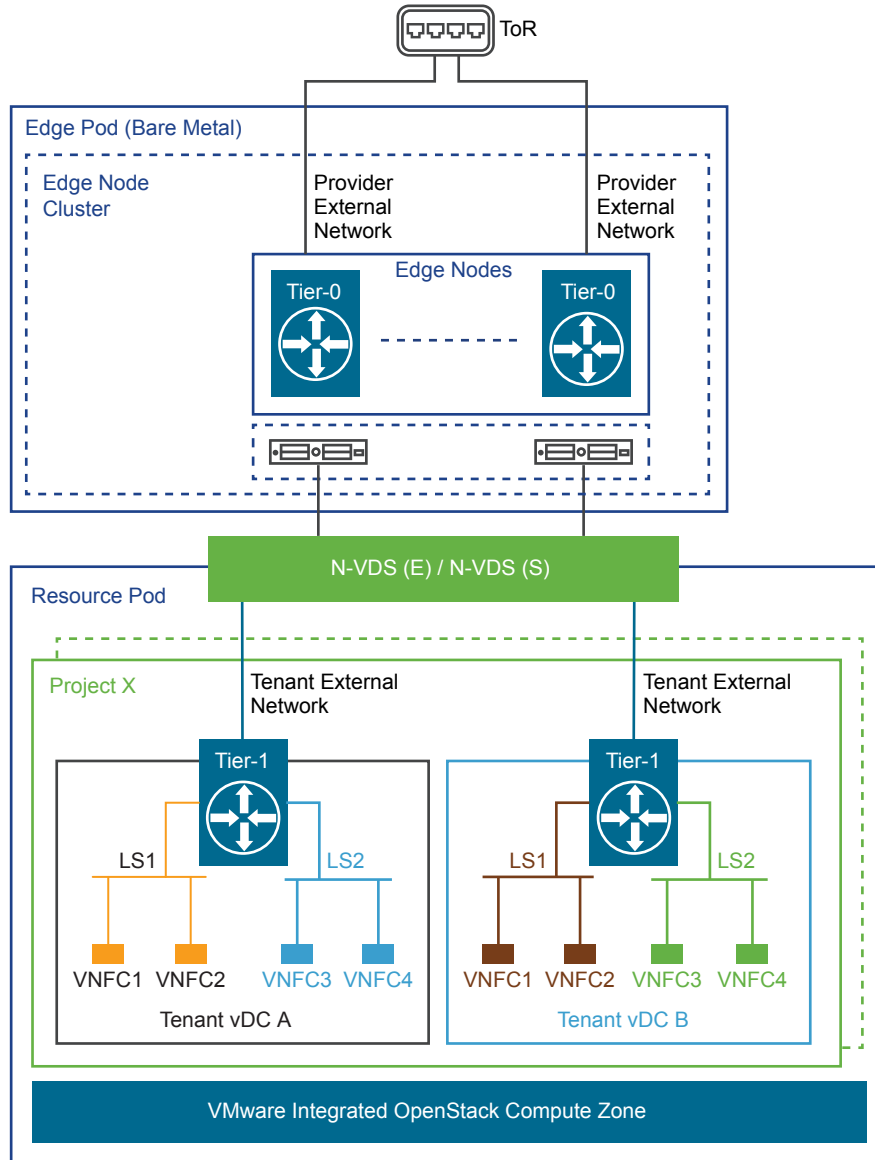 ToR
Edge Pod (Bare Metal)
Edge Node
Cluster
Provider
External
Network
Provider
External
Network
Edge Nodes
Tier-0
Tier-0
N-VDS (E) / N-VDS (S)
Resource Pod
Project X
Tenant External
Network
Tenant External
Network
Tier-1
Tier-1
LS1
LS2
LS1
LS2
VNFC1
VNFC2
VNFC3
VNFC4
VNFC1
VNFC2
VNFC3
VNFC4
Tenant vDC A
Tenant vDC B
VMware Integrated OpenStack Compute Zone